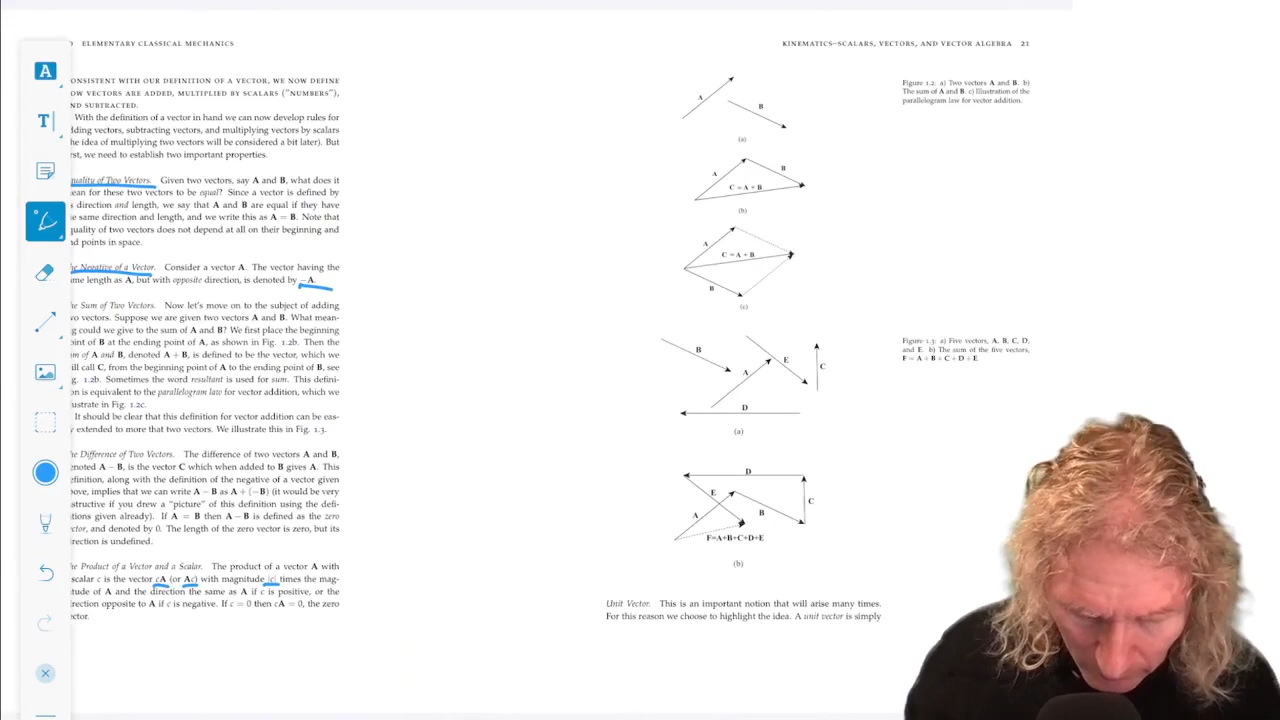 ELEMENTARY CLASSICAL MECHANICS
ONSISTENT WITH OUR DEFINITION OF A VECTOR, WE NOW DEFINE
OW VECTORS ARE ADDED, MULTIPLIED BY SCALARS ("NUMBERS"),
ND SUBTRACTED.
With the definition of a vector in hand we can now develop rules for
dding vectors, subtracting vectors, and multiplying vectors by scalars
he idea of multiplying two vectors will be considered a bit later). But
rst, we need to establish two important properties.
quality of Two Vectors. Given two vectors, say A and B, what does it
ean for these two vectors to be equal? Since a vector is defined by
s direction and length, we say that A and B are equal if they have
e same direction and length, and we write this as A = B. Note that
quality of two vectors does not depend at all on their beginning and
nd points in space.
he Negative of a Vector. Consider a vector A. The vector having the
me length as A, but with opposite direction, is denoted by −A.
he Sum of Two Vectors. Now let's move on to the subject of adding
wo vectors. Suppose we are given two vectors A and B. What mean-
g could we give to the sum of A and B? We first place the beginning
oint of B at the ending point of A, as shown in Fig. 1.2b. Then the
m of A and B, denoted A + B, is defined to be the vector, which we
ill call C, from the beginning point of A to the ending point of B, see
g. 1.2b. Sometimes the word resultant is used for sum. This defini-
on is equivalent to the parallelogram law for vector addition, which we
lustrate in Fig. 1.2c.
It should be clear that this definition for vector addition can be eas-
y extended to more that two vectors. We illustrate this in Fig. 1.3.
he Difference of Two Vectors. The difference of two vectors A and B,
enoted A − B, is the vector C which when added to B gives A. This
efinition, along with the definition of the negative of a vector given
bove, implies that we can write A − B as A + (−B) (it would be very
structive if you drew a "picture" of this definition using the defi-
tions given already). If A = B then A − B is defined as the zero
ector, and denoted by 0. The length of the zero vector is zero, but its
irection is undefined.
he Product of a Vector and a Scalar. The product of a vector A with
scalar c is the vector cA (or Ac) with magnitude |c| times the mag-
tude of A and the direction the same as A if c is positive, or the
rection opposite to A if c is negative. If c = 0 then cA = 0, the zero
ector.
KINEMATICS—SCALARS, VECTORS, AND VECTOR ALGEBRA 21
A
B
(a)
A
B
C = A + B
(b)
A
C = A + B
B
(c)
Figure 1.2: a) Two vectors A and B. b)
The sum of A and B. c) Illustration of the
parallelogram law for vector addition.
B
E
A
C
D
(a)
Figure 1.3: a) Five vectors, A, B, C, D,
and E. b) The sum of the five vectors,
F = A + B + C + D + E.
D
E
C
A
B
F=A+B+C+D+E
(b)
Unit Vector. This is an important notion that will arise many times.
For this reason we choose to highlight the idea. A unit vector is simply